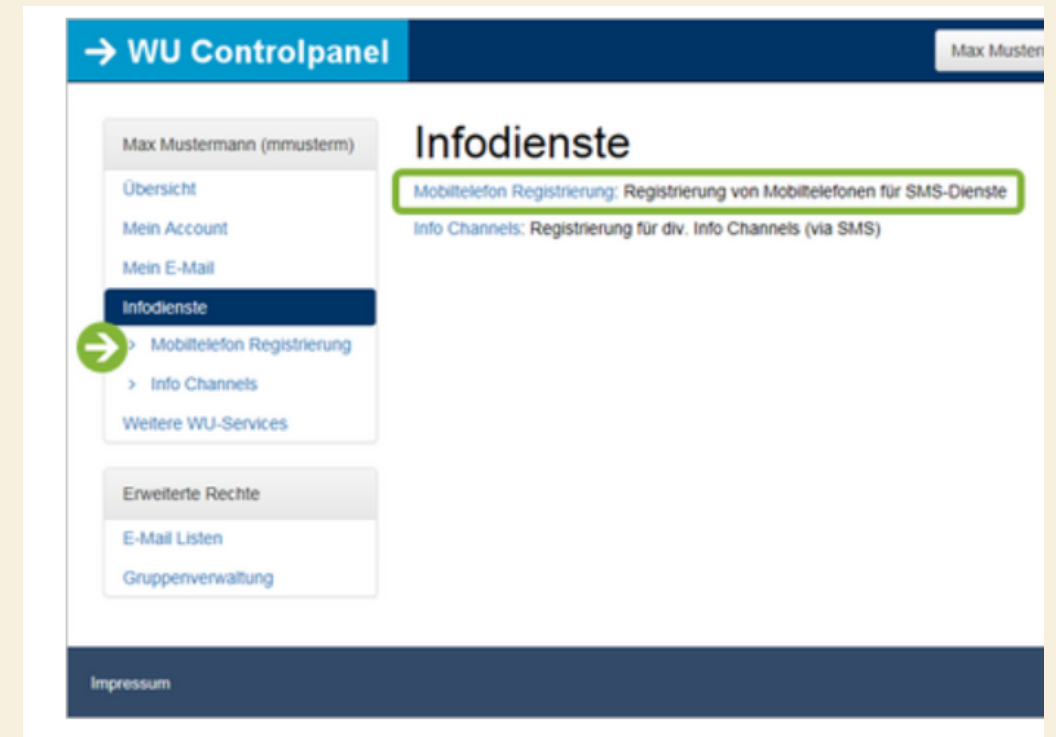 → WU Controlpanel
Max Muster
Max Mustermann (mmusterm)
Übersicht
Mein Account
Mein E-Mail
Infodienste
> Mobiltelefon Registrierung
> Info Channels
Weitere WU-Services
Erweiterte Rechte
E-Mail Listen
Gruppenverwaltung
Infodienste
Mobiltelefon Registrierung: Registrierung von Mobiltelefonen für SMS-Dienste
Info Channels: Registrierung für div. Info Channels (via SMS)
Impressum